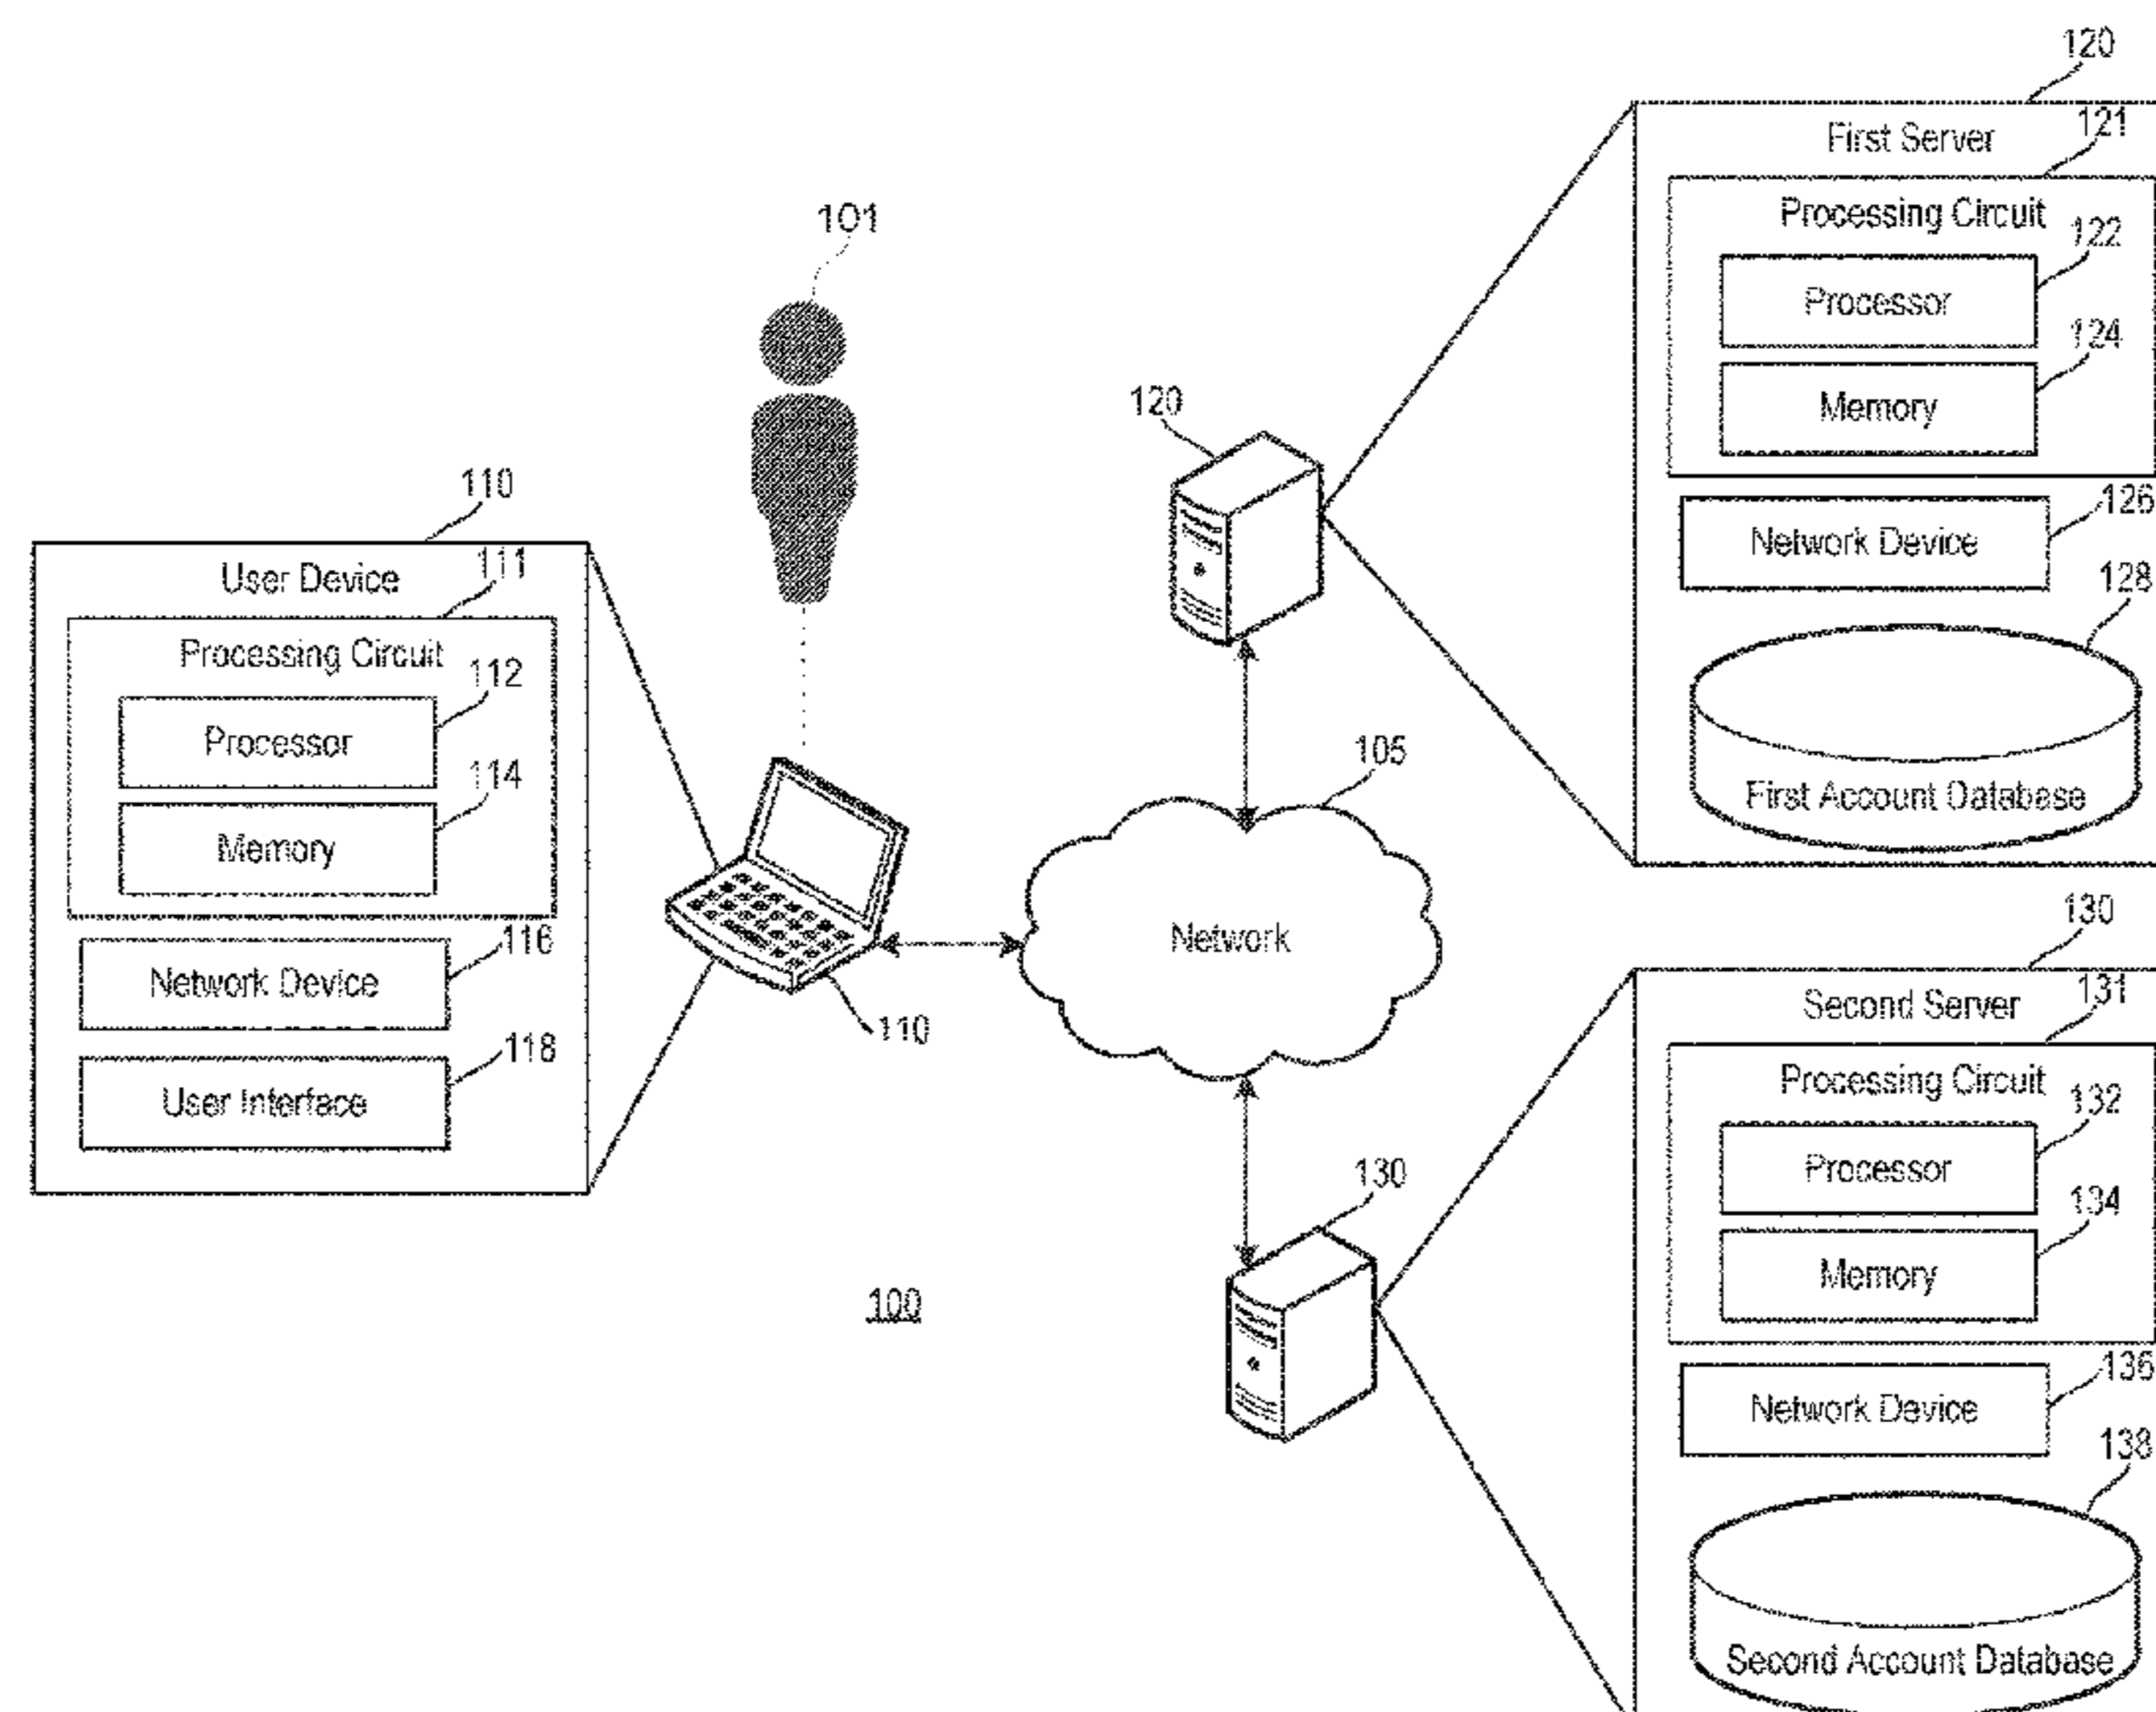 101
110
User Device
111
Processing Circuit
112
Processor
114
Memory
116
Network Device
118
User Interface
110
105
Network
100
120
130
120
First Server
121
Processing Circuit
122
Processor
124
Memory
126
Network Device
128
First Account Database
130
Second Server
131
Processing Circuit
132
Processor
134
Memory
136
Network Device
138
Second Account Database